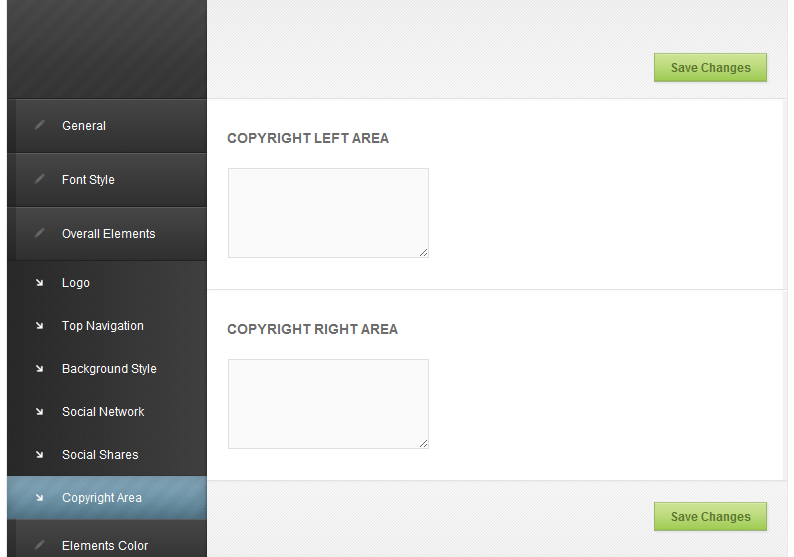 Save Changes
General
Font Style
Overall Elements
Logo
Top Navigation
Background Style
Social Network
Social Shares
Copyright Area
Elements Color
COPYRIGHT LEFT AREA
COPYRIGHT RIGHT AREA
Save Changes